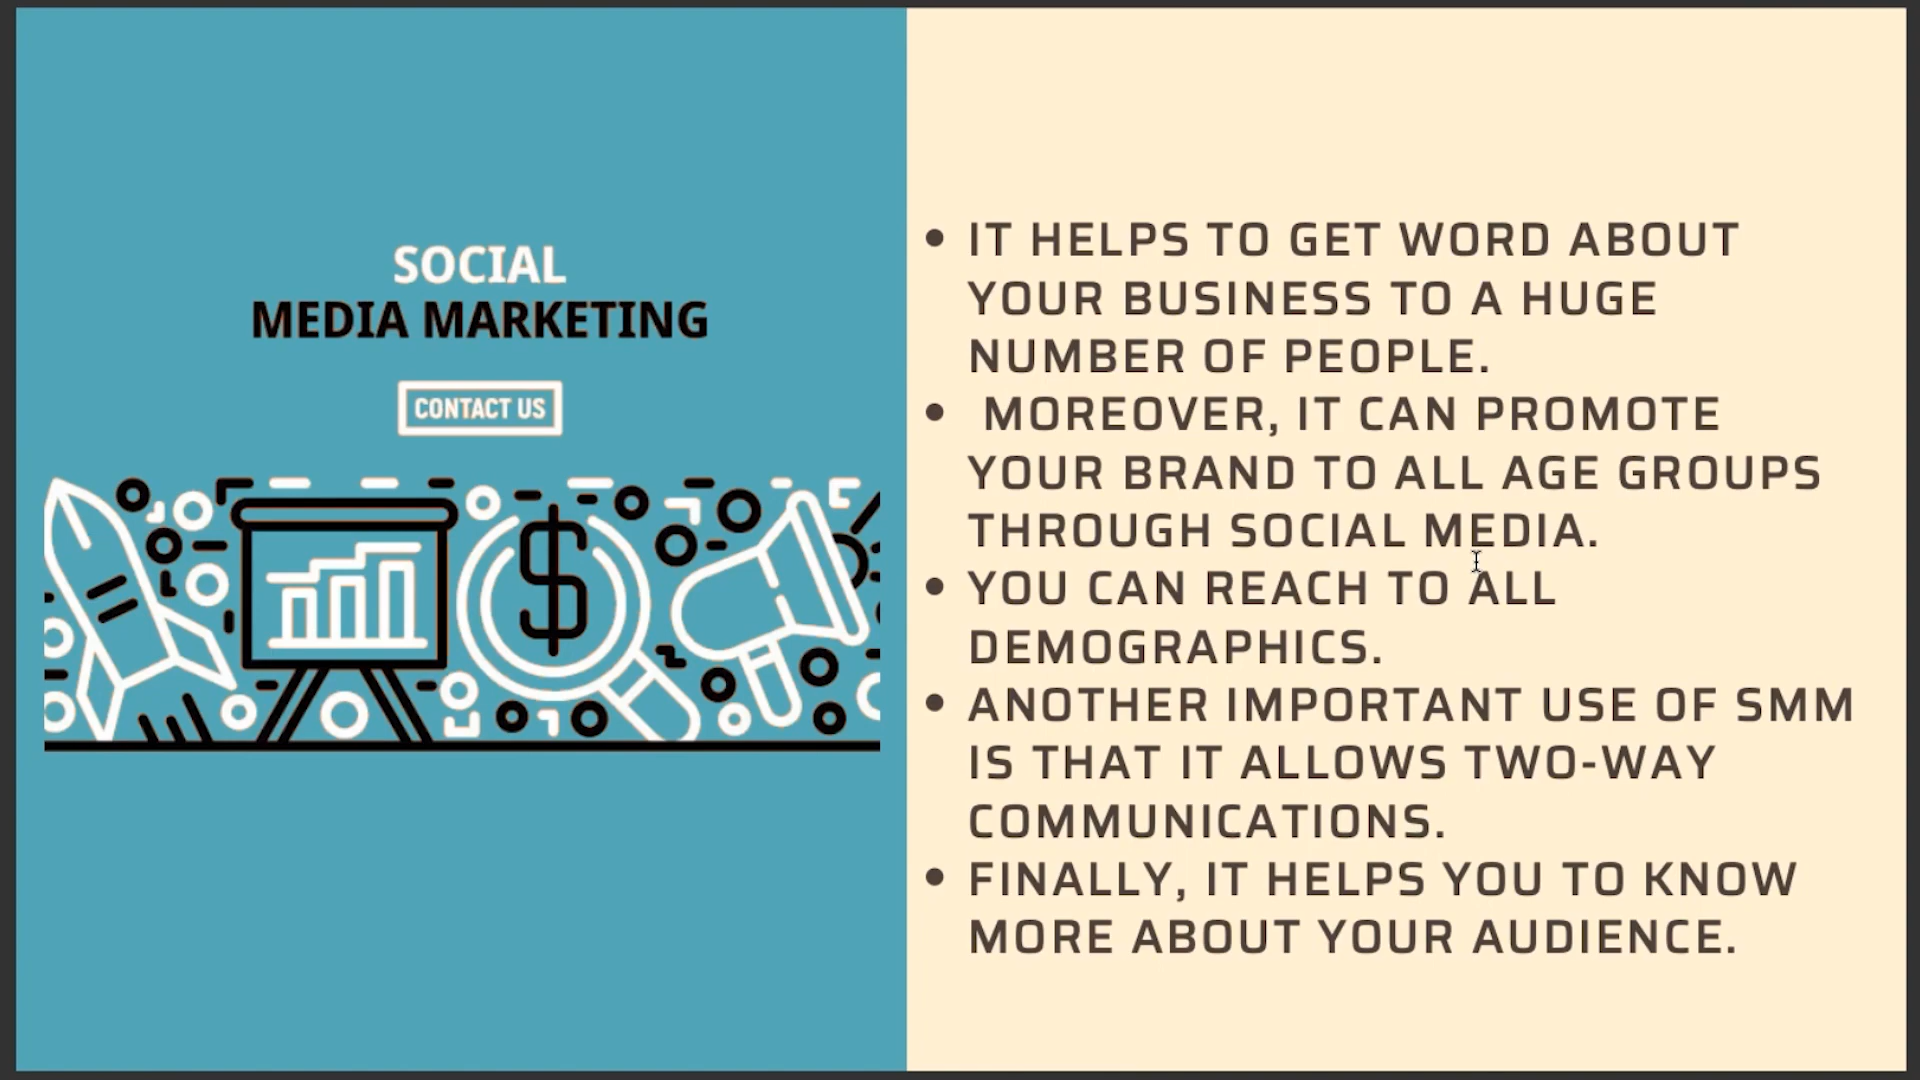 SOCIAL
MEDIA MARKETING
CONTACT US
$
• IT HELPS TO GET WORD ABOUT
YOUR BUSINESS TO A HUGE
NUMBER OF PEOPLE.
• MOREOVER, IT CAN PROMOTE
YOUR BRAND TO ALL AGE GROUPS
THROUGH SOCIAL MEDIA.
• YOU CAN REACH TO ALL
DEMOGRAPHICS.
• ANOTHER IMPORTANT USE OF SMM
IS THAT IT ALLOWS TWO-WAY
COMMUNICATIONS.
• FINALLY, IT HELPS YOU TO KNOW
MORE ABOUT YOUR AUDIENCE.